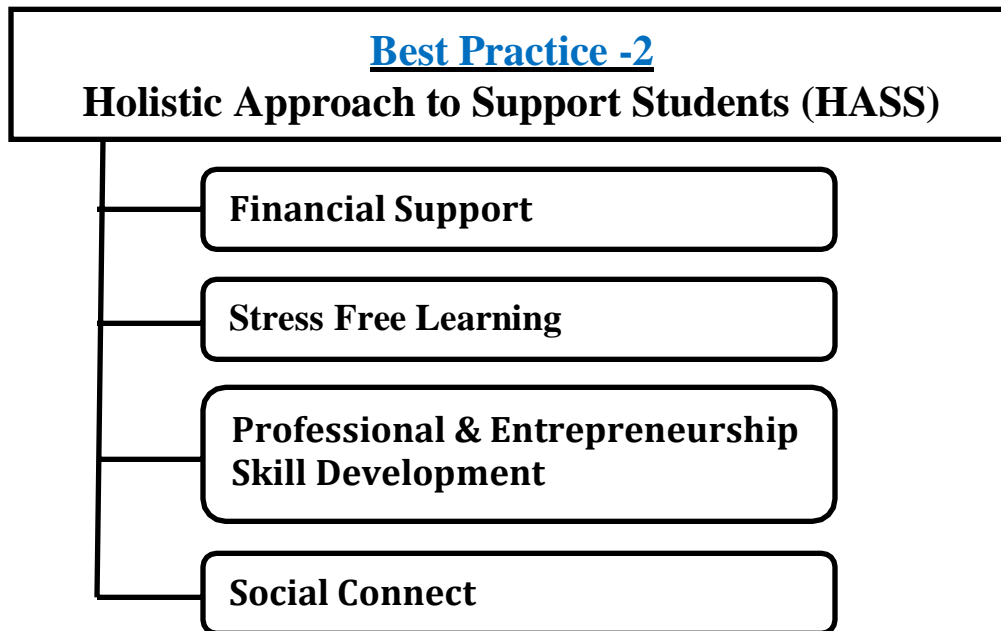 Best Practice -2
Holistic Approach to Support Students (HASS)
Financial Support
Stress Free Learning
Professional & Entrepreneurship
Skill Development
Social Connect